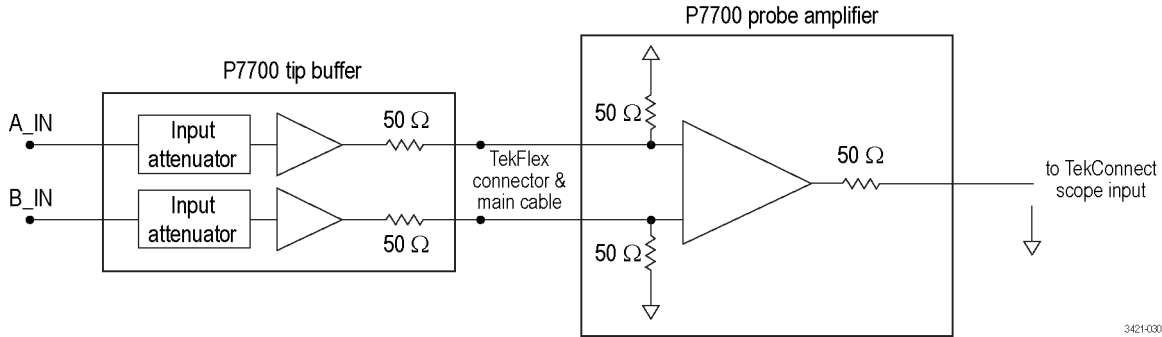 P7700 probe amplifier
P7700 tip buffer
A_IN
Input
attenuator
50 Ω
B_IN
Input
attenuator
50 Ω
TekFlex
connector &
main cable
50 Ω
50 Ω
50 Ω
to TekConnect
scope input
3421-030